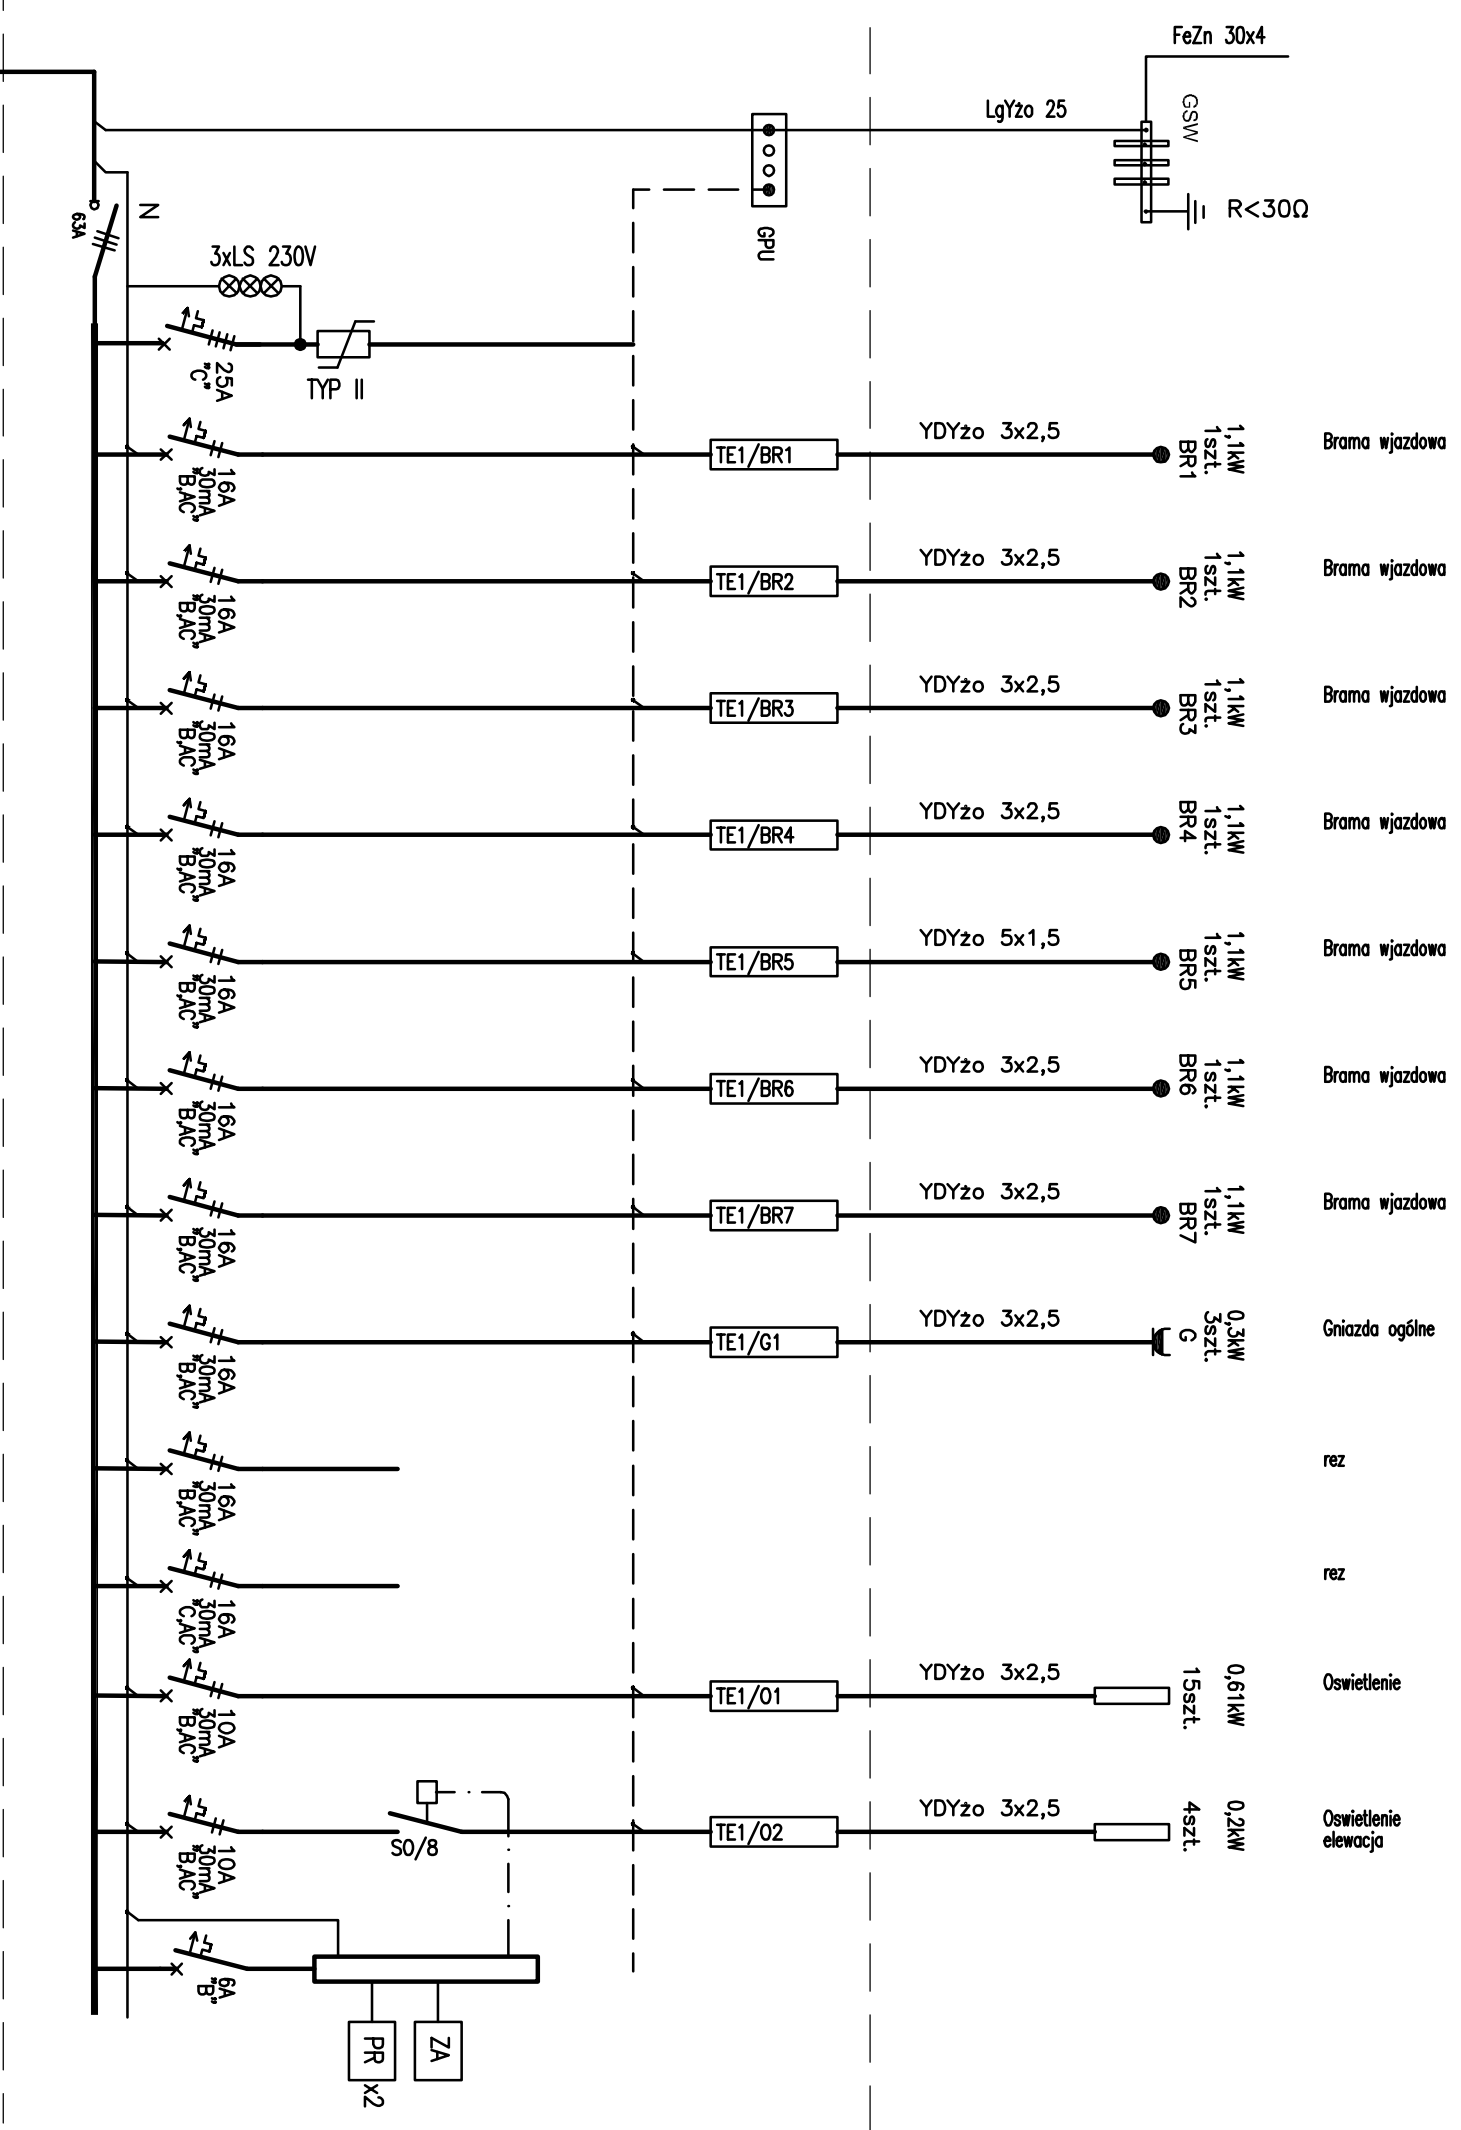 FeZn 30x4
LgYżo 25
GSW
R<30Ω
GPU
63A
N
3xLS 230V
25A
"C"
TYP II
16A
30mA
"B,AC"
TE1/BR1
YDYżo 3x2,5
1,1kW
1szt.
BR1
Brama wjazdowa
16A
30mA
"B,AC"
TE1/BR2
YDYżo 3x2,5
1,1kW
1szt.
BR2
Brama wjazdowa
16A
30mA
"B,AC"
TE1/BR3
YDYżo 3x2,5
1,1kW
1szt.
BR3
Brama wjazdowa
16A
30mA
"B,AC"
TE1/BR4
YDYżo 3x2,5
1,1kW
1szt.
BR4
Brama wjazdowa
16A
30mA
"B,AC"
TE1/BR5
YDYżo 5x1,5
1,1kW
1szt.
BR5
Brama wjazdowa
16A
30mA
"B,AC"
TE1/BR6
YDYżo 3x2,5
1,1kW
1szt.
BR6
Brama wjazdowa
16A
30mA
"B,AC"
TE1/BR7
YDYżo 3x2,5
1,1kW
1szt.
BR7
Brama wjazdowa
16A
30mA
"B,AC"
TE1/G1
YDYżo 3x2,5
0,3kW
3szt.
G
Gniazda ogólne
16A
30mA
"B,AC"
rez
16A
30mA
"C,AC"
rez
10A
30mA
"B,AC"
TE1/O1
YDYżo 3x2,5
0,61kW
15szt.
Oswietlenie
10A
30mA
"B,AC"
SO/8
TE1/O2
YDYżo 3x2,5
0,2kW
4szt.
Oswietlenie
elewacja
6A
"B"
PR
x2
ZA